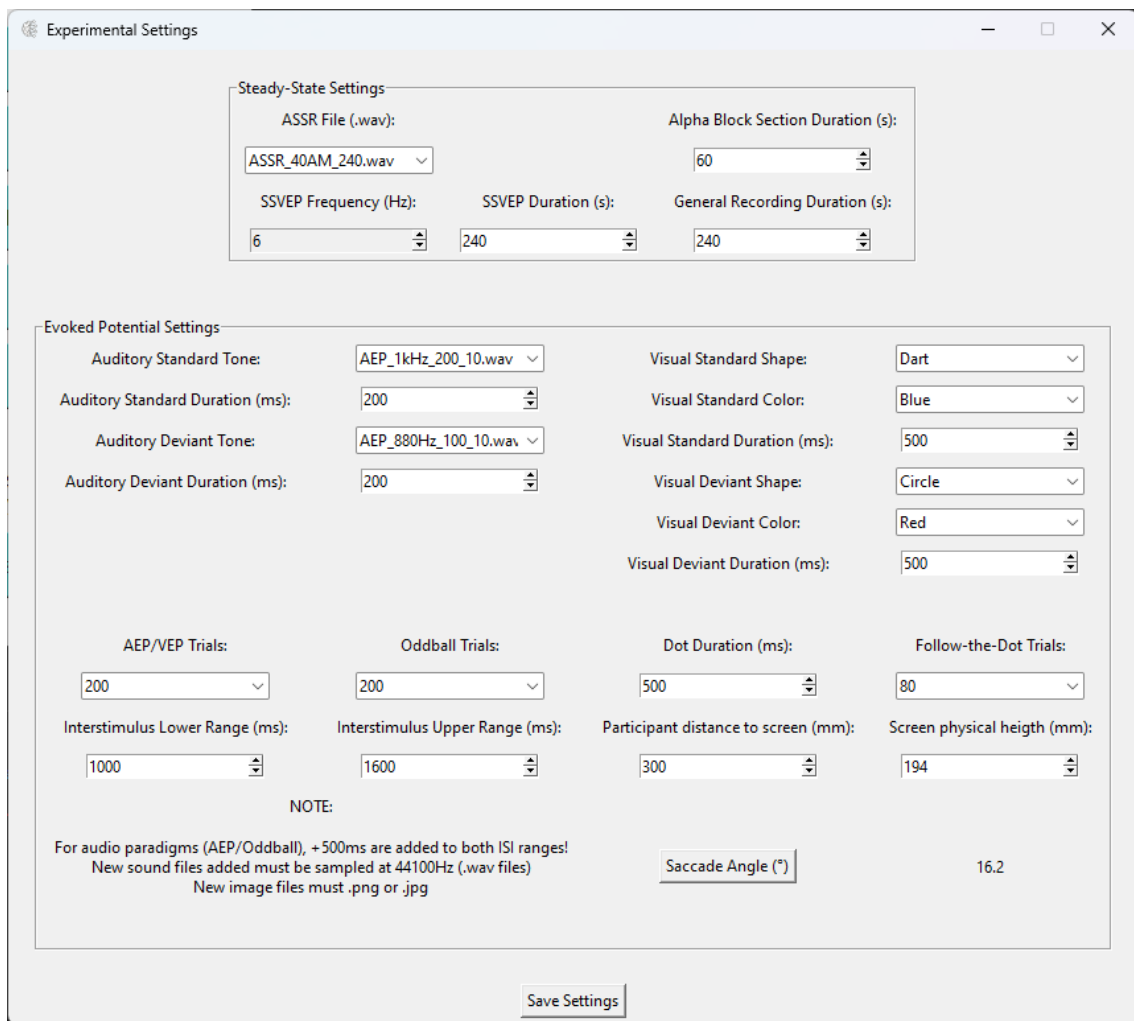 Experimental Settings
Steady-State Settings
ASSR File (.wav):
Alpha Block Section Duration (s):
ASSR_40AM_240.wav
60
SSVEP Frequency (Hz):
SSVEP Duration (s):
General Recording Duration (s):
6
240
240
Evoked Potential Settings
Auditory Standard Tone:
AEP_1kHz_200_10.wav
Visual Standard Shape:
Dart
Auditory Standard Duration (ms):
200
Visual Standard Color:
Blue
Auditory Deviant Tone:
AEP_880Hz_100_10.wav
Visual Standard Duration (ms):
500
Auditory Deviant Duration (ms):
200
Visual Deviant Shape:
Circle
Visual Deviant Color:
Red
Visual Deviant Duration (ms):
500
AEP/VEP Trials:
Oddball Trials:
Dot Duration (ms):
Follow-the-Dot Trials:
200
200
500
80
Interstimulus Lower Range (ms):
Interstimulus Upper Range (ms):
Participant distance to screen (mm):
Screen physical heigth (mm):
1000
1600
300
194
NOTE:
For audio paradigms (AEP/Oddball), +500ms are added to both ISI ranges!
New sound files added must be sampled at 44100Hz (.wav files)
New image files must .png or .jpg
Saccade Angle (°)
16.2
Save Settings